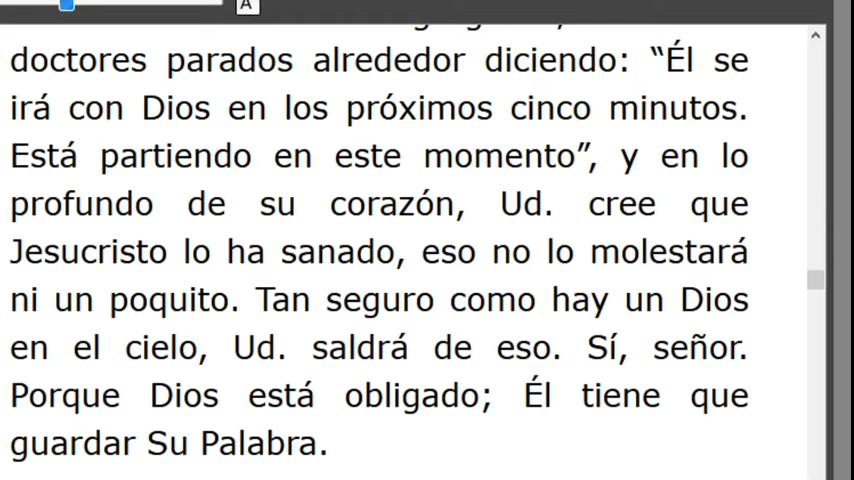 A
doctores parados alrededor diciendo: “Él se
irá con Dios en los próximos cinco minutos.
Está partiendo en este momento”, y en lo
profundo de su corazón, Ud. cree que
Jesucristo lo ha sanado, eso no lo molestará
ni un poquito. Tan seguro como hay un Dios
en el cielo, Ud. saldrá de eso. Sí, señor.
Porque Dios está obligado; Él tiene que
guardar Su Palabra.